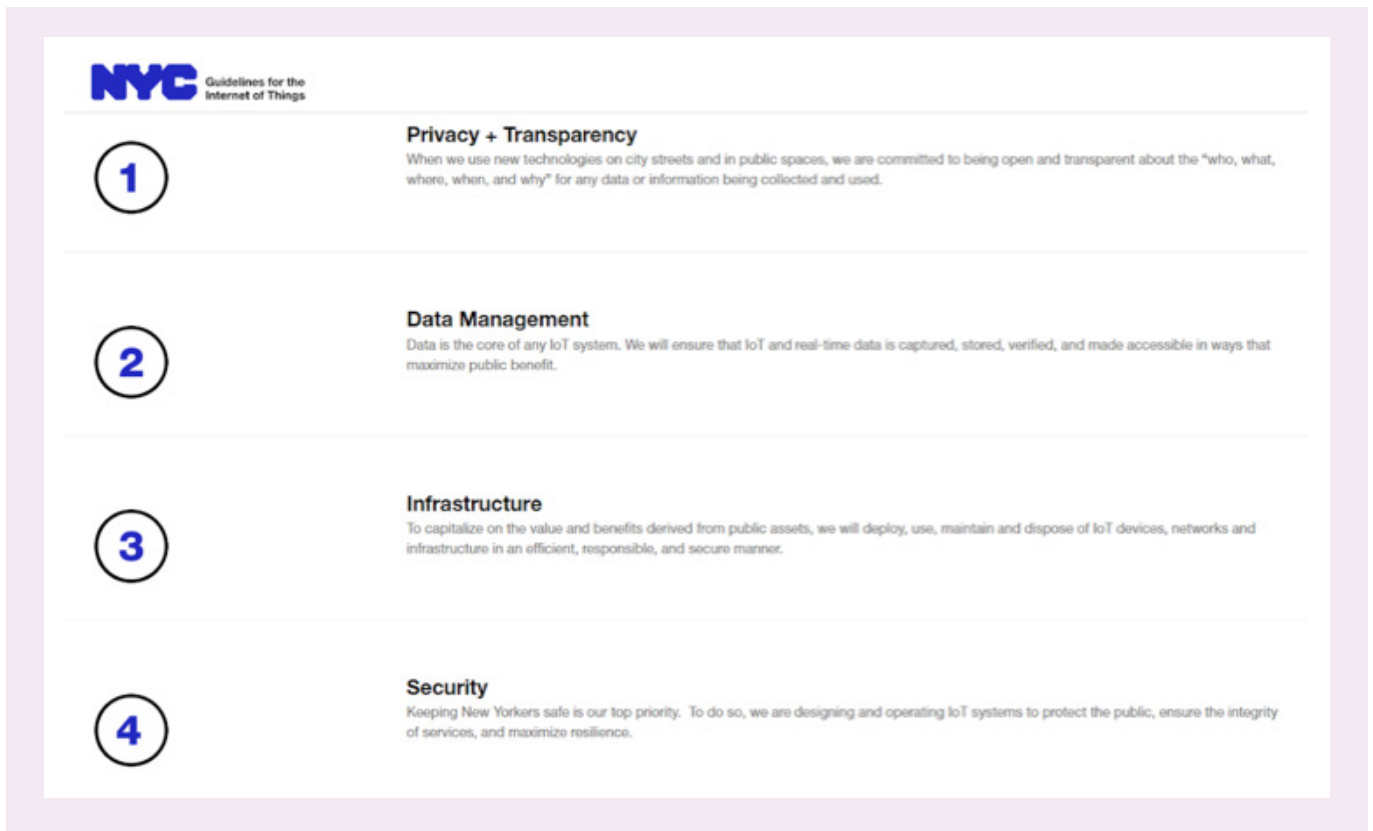 NYC
Guidelines for the
Internet of Things
1
Privacy + Transparency
When we use new technologies on city streets and in public spaces, we are committed to being open and transparent about the "who, what,
where, when, and why" for any data or information being collected and used.
2
Data Management
Data is the core of any IoT system. We will ensure that IoT and real-time data is captured, stored, verified, and made accessible in ways that
maximize public benefit.
3
Infrastructure
To capitalize on the value and benefits derived from public assets, we will deploy, use, maintain and dispose of IoT devices, networks and
infrastructure in an efficient, responsible, and secure manner.
4
Security
Keeping New Yorkers safe is our top priority. To do so, we are designing and operating IoT systems to protect the public, ensure the integrity
of services, and maximize resilience.